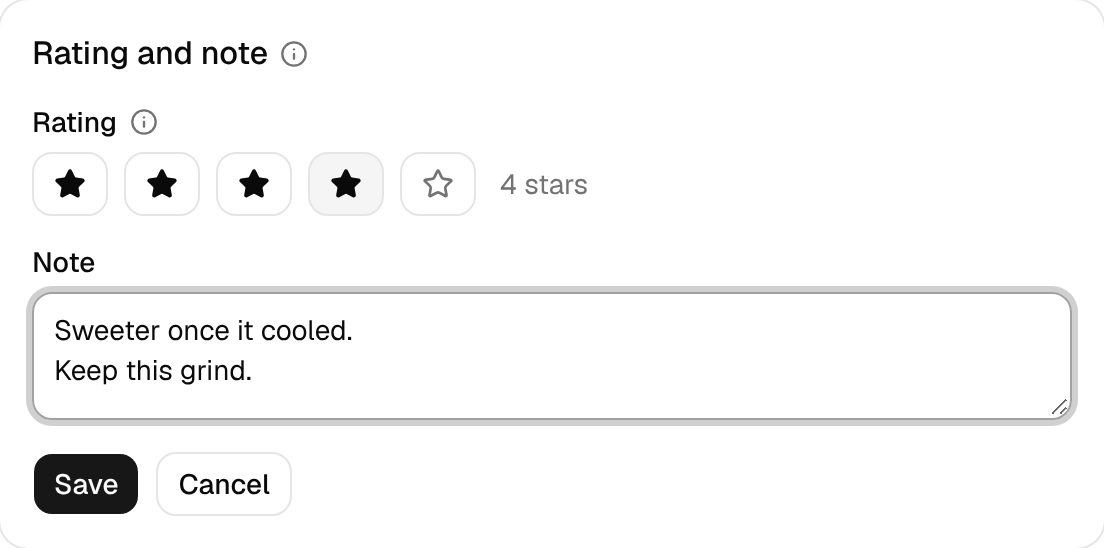 Rating and note
Rating
4 stars
Note
Sweeter once it cooled.
Keep this grind.
Save Cancel